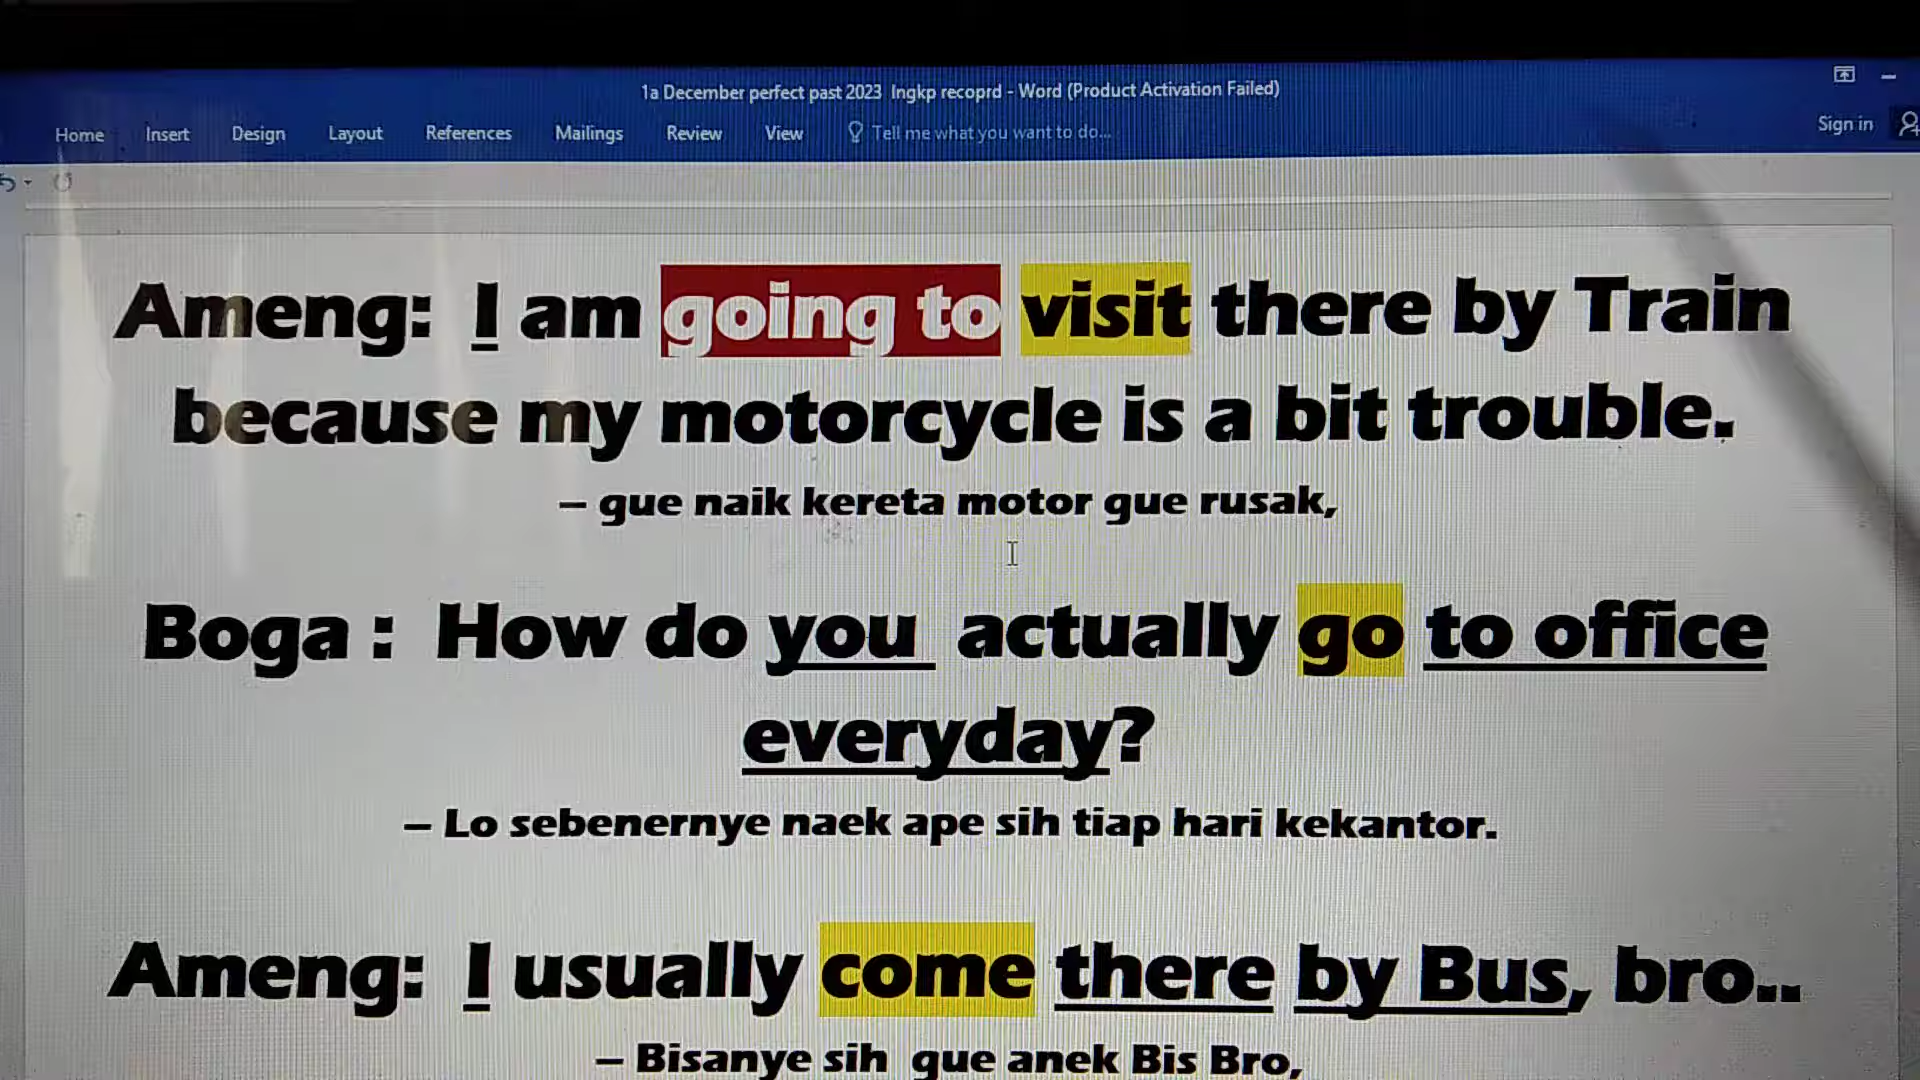 1a December perfect past 2023 Ingkp recoprd - Word (Product Activation Failed)
Home Insert Design Layout References Mailings Review View Tell me what you want to do... Sign in
Ameng: I am going to visit there by Train
because my motorcycle is a bit trouble.
– gue naik kereta motor gue rusak,
Boga : How do you actually go to office
everyday?
– Lo sebenernye naek ape sih tiap hari kekantor.
Ameng: I usually come there by Bus, bro..
– Bisanye sih gue anek Bis Bro,